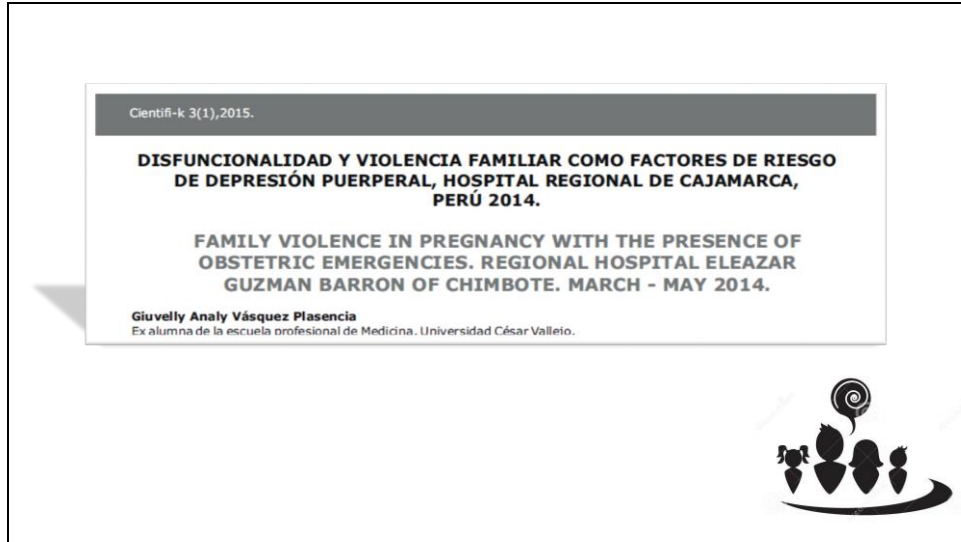 Cientifi-k 3(1),2015.
DISFUNCIONALIDAD Y VIOLENCIA FAMILIAR COMO FACTORES DE RIESGO
DE DEPRESIÓN PUERPERAL, HOSPITAL REGIONAL DE CAJAMARCA,
PERÚ 2014.
FAMILY VIOLENCE IN PREGNANCY WITH THE PRESENCE OF
OBSTETRIC EMERGENCIES. REGIONAL HOSPITAL ELEAZAR
GUZMAN BARRON OF CHIMBOTE. MARCH - MAY 2014.
Giuvelly Analy Vásquez Plasencia
Ex alumna de la escuela profesional de Medicina. Universidad César Vallejo.